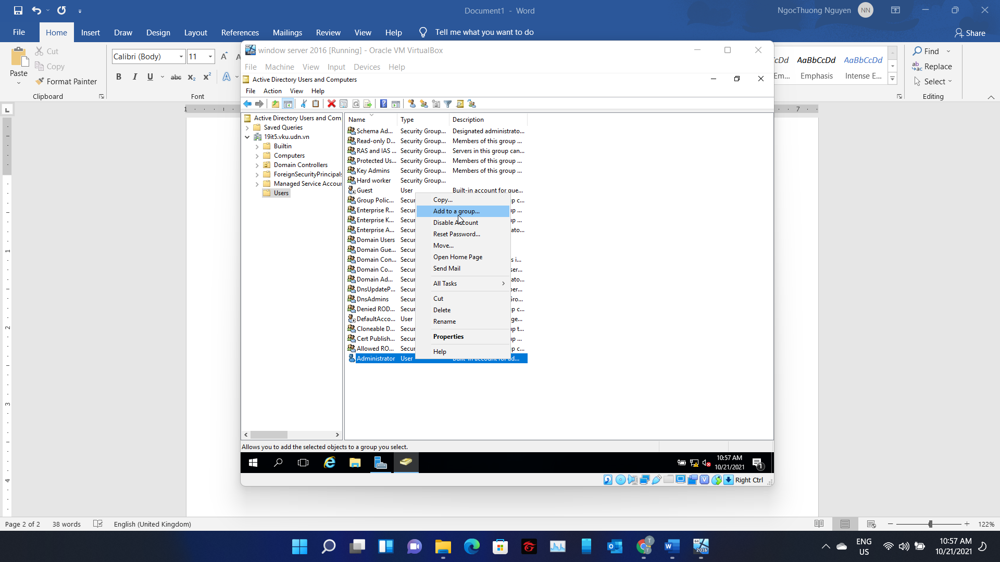 Document1 - Word
NgocThuong Nguyen
NN
File
Home
Insert
Draw
Design
Layout
References
Mailings
Review
View
Help
Tell me what you want to do
Share
Paste
Cut
Copy
Format Painter
Clipboard
Calibri (Body)
11
B I U abc x₂ x²
Font
AaBbCcDd
AaBbCcDd
Em...
Emphasis
Intense E...
Find
Replace
Select
Editing
window server 2016 [Running] - Oracle VM VirtualBox
File Machine View Input Devices Help
Active Directory Users and Computers
File Action View Help
Active Directory Users and Com
Saved Queries
19it5.vku.udn.vn
Builtin
Computers
Domain Controllers
ForeignSecurityPrincipal
Managed Service Accou
Users
Name Type Description
Schema Ad... Security Group... Designated administrato...
Read-only D... Security Group... Members of this group ...
RAS and IAS ... Security Group... Servers in this group can...
Protected Us... Security Group... Members of this group ...
Key Admins Security Group... Members of this group ...
Hard worker Security Group...
Guest User Built-in account for gue...
Group Polic... Secur p c...
Enterprise R... Secur p ...
Enterprise K... Secur p ...
Enterprise A... Secur ato...
Domain Users Secur
Domain Gue... Secur
Domain Con... Secur s i...
Domain Co... Secur ser...
Domain Ad... Secur ato...
DnsUpdateP... Secur per...
DnsAdmins Secur Gro...
Denied ROD... Secur p c...
DefaultAcco... User ge...
Cloneable D... Secur p t...
Cert Publish... Secur p ...
Allowed RO... Secur p c...
Administrator User
Copy...
Add to a group...
Disable Account
Reset Password...
Move...
Open Home Page
Send Mail
All Tasks
Cut
Delete
Rename
Properties
Help
Allows you to add the selected objects to a group you select.
10:57 AM
10/21/2021
1
Right Ctrl
Page 2 of 2
38 words
English (United Kingdom)
122%
64
2016
ENG
US
10:57 AM
10/21/2021